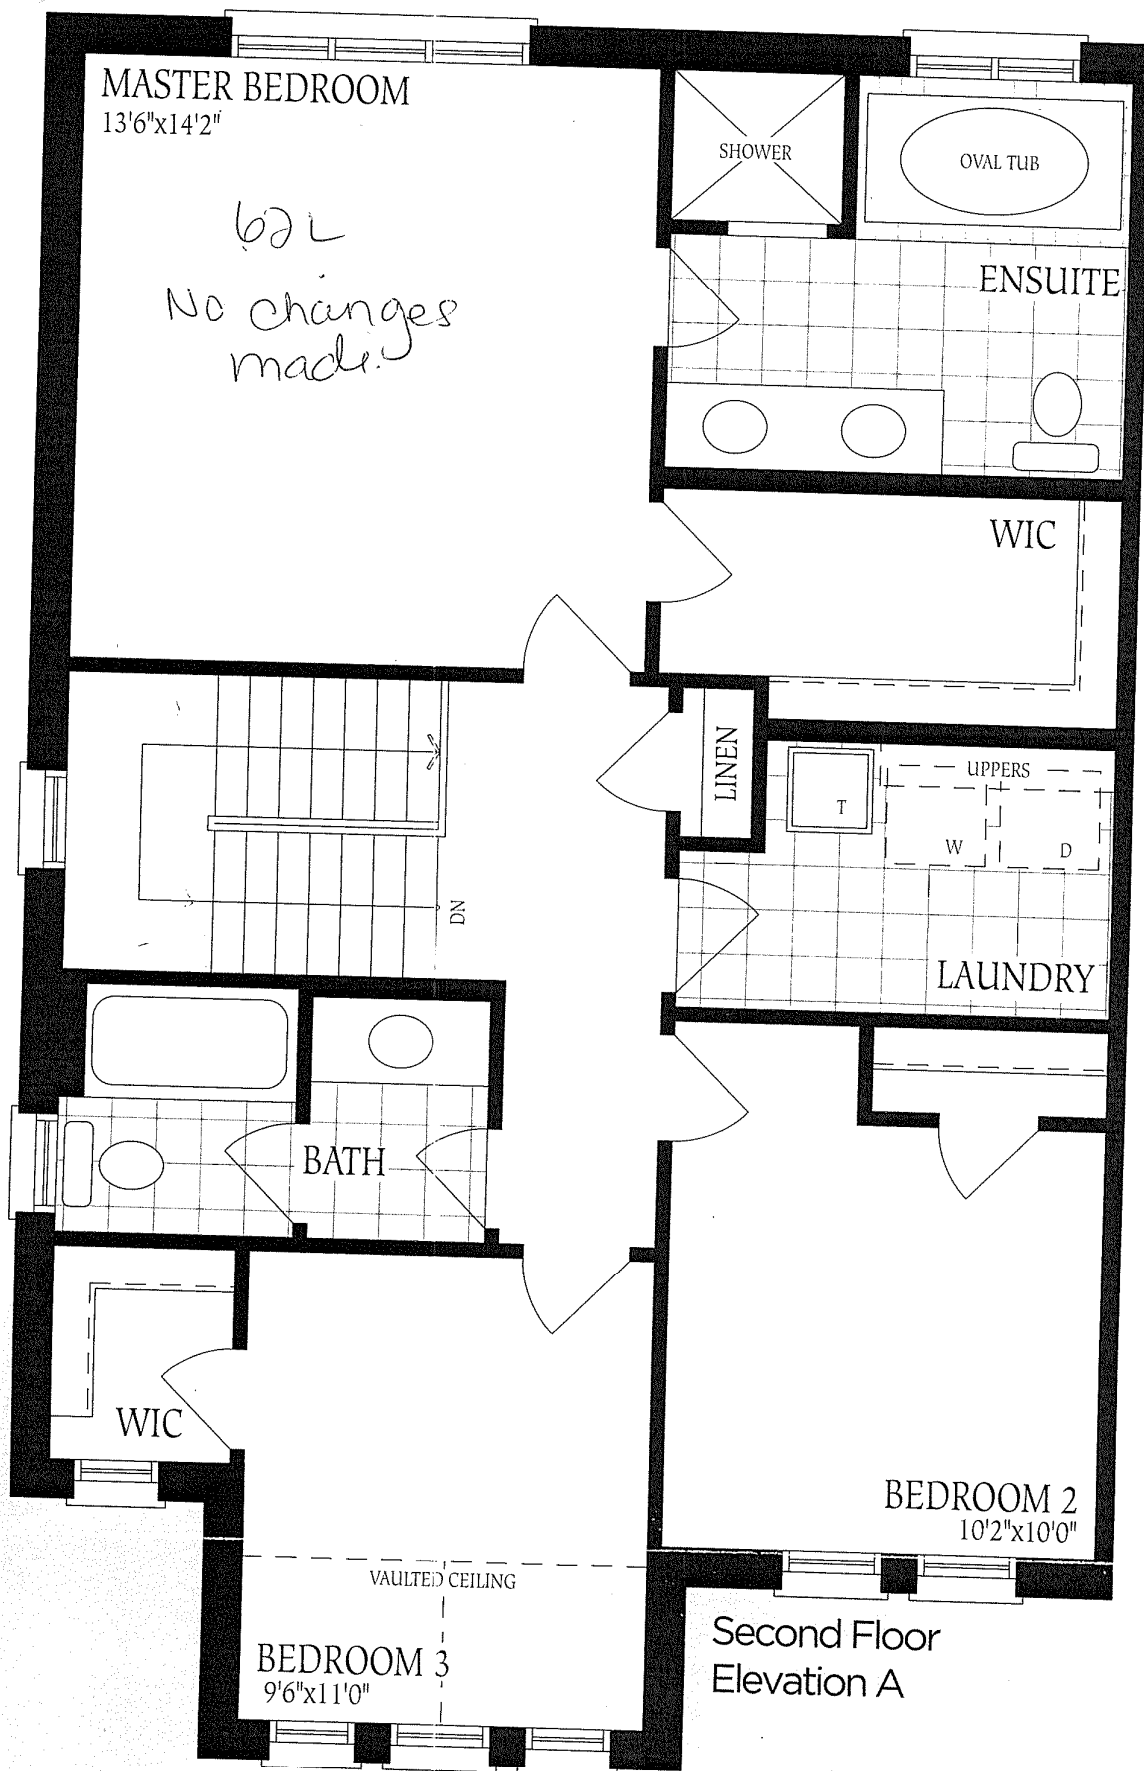 MASTER BEDROOM
13'6"x14'2"
62L
No changes
made.
SHOWER
OVAL TUB
ENSUITE
WIC
LINEN
UPPERS
T
W
D
DN
LAUNDRY
BATH
WIC
BEDROOM 2
10'2"x10'0"
VAULTED CEILING
BEDROOM 3
9'6"x11'0"
Second Floor
Elevation A